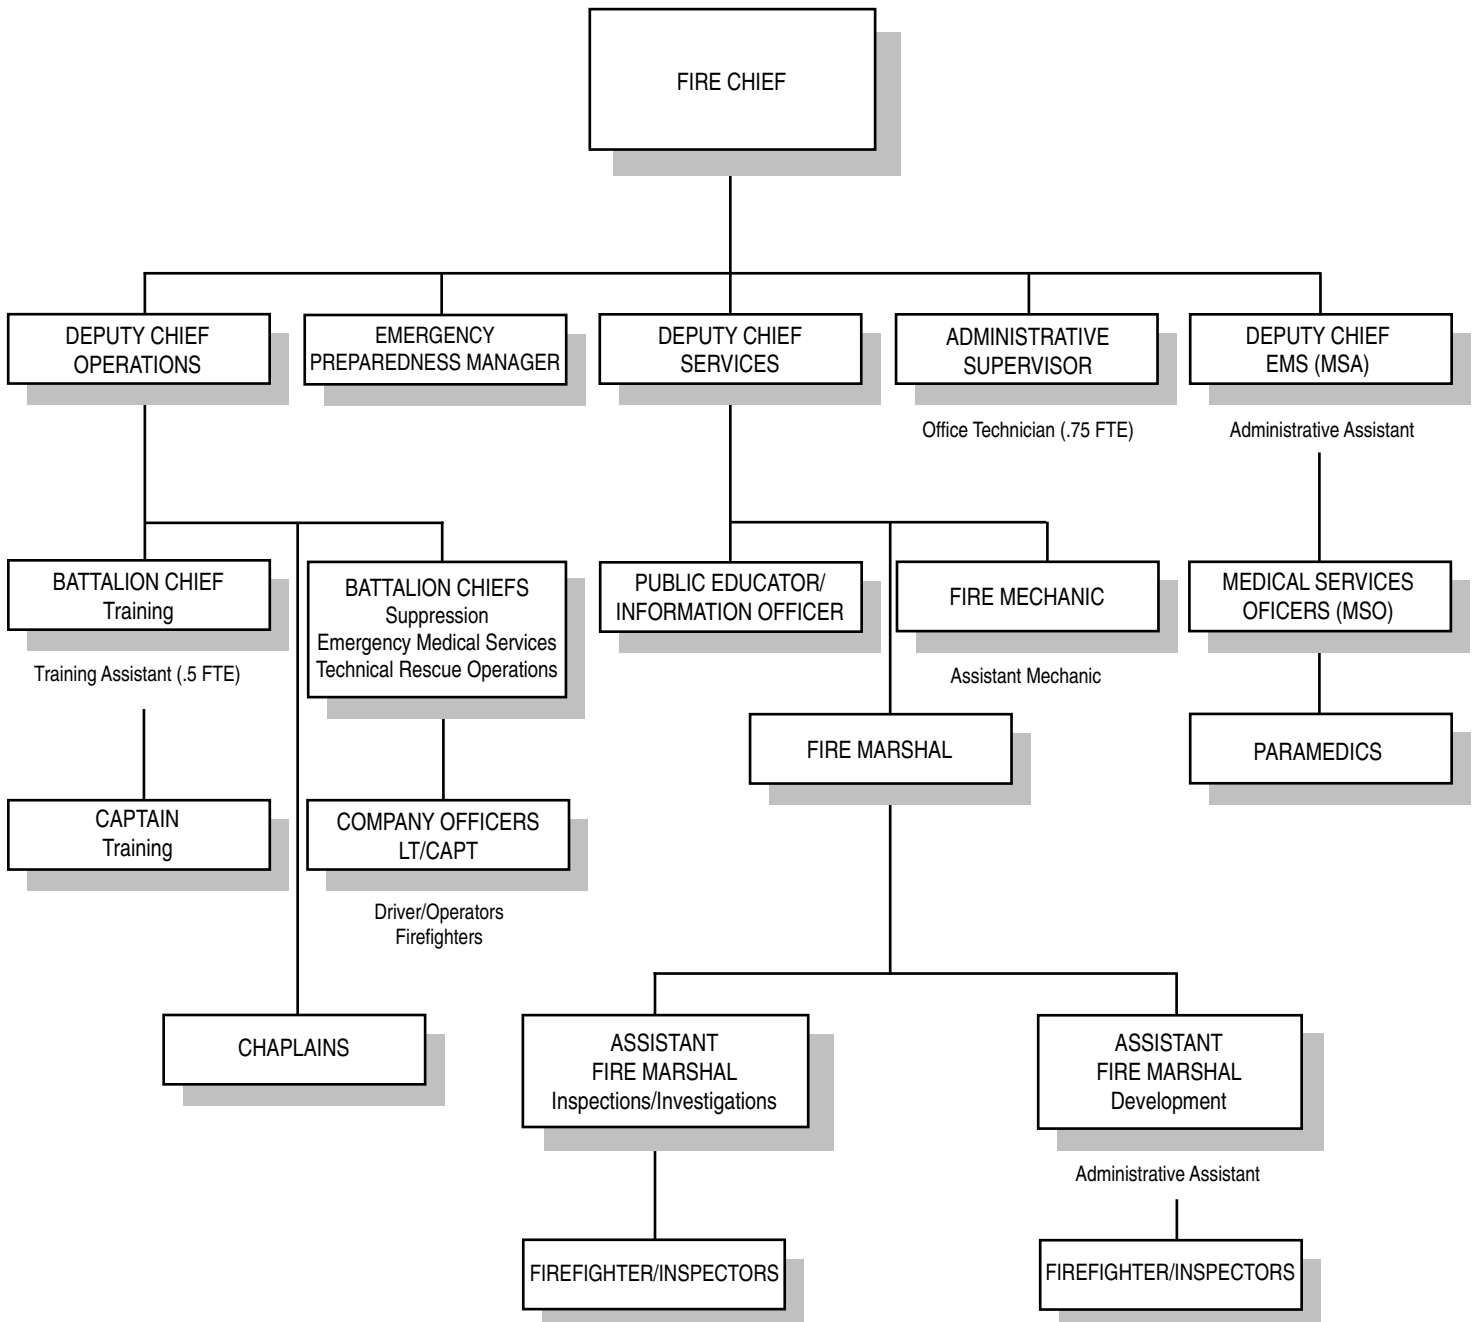 FIRE CHIEF
DEPUTY CHIEF
OPERATIONS
EMERGENCY
PREPAREDNESS MANAGER
DEPUTY CHIEF
SERVICES
ADMINISTRATIVE
SUPERVISOR
DEPUTY CHIEF
EMS (MSA)
Office Technician (.75 FTE)
Administrative Assistant
BATTALION CHIEF
Training
BATTALION CHIEFS
Suppression
Emergency Medical Services
Technical Rescue Operations
PUBLIC EDUCATOR/
INFORMATION OFFICER
FIRE MECHANIC
MEDICAL SERVICES
OFICERS (MSO)
Training Assistant (.5 FTE)
Assistant Mechanic
FIRE MARSHAL
PARAMEDICS
CAPTAIN
Training
COMPANY OFFICERS
LT/CAPT
Driver/Operators
Firefighters
CHAPLAINS
ASSISTANT
FIRE MARSHAL
Inspections/Investigations
ASSISTANT
FIRE MARSHAL
Development
Administrative Assistant
FIREFIGHTER/INSPECTORS
FIREFIGHTER/INSPECTORS